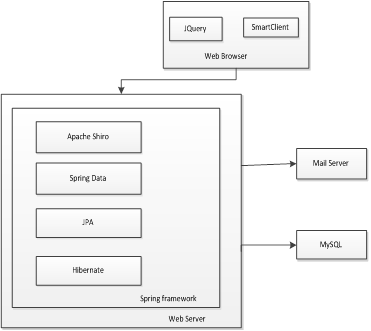 JQuery
SmartClient
Web Browser
Apache Shiro
Spring Data
JPA
Hibernate
Spring framework
Web Server
Mail Server
MySQL